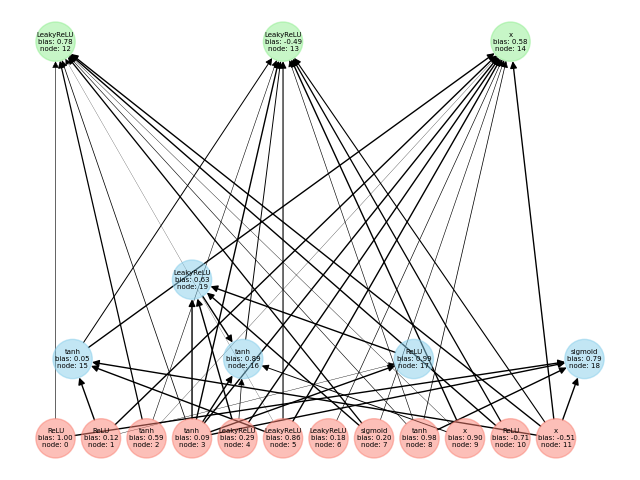 LeakyReLU
bias: 0.78
node: 12
LeakyReLU
bias: -0.49
node: 13
x
bias: 0.58
node: 14
LeakyReLU
bias: 0.63
node: 19
tanh
bias: 0.05
node: 15
tanh
bias: 0.89
node: 16
ReLU
bias: 0.99
node: 17
sigmoid
bias: 0.79
node: 18
ReLU
bias: 1.00
node: 0
ReLU
bias: 0.12
node: 1
tanh
bias: 0.59
node: 2
tanh
bias: 0.09
node: 3
LeakyReLU
bias: 0.29
node: 4
LeakyReLU
bias: 0.86
node: 5
LeakyReLU
bias: 0.18
node: 6
sigmoid
bias: 0.20
node: 7
tanh
bias: 0.98
node: 8
x
bias: 0.90
node: 9
ReLU
bias: -0.71
node: 10
x
bias: -0.51
node: 11